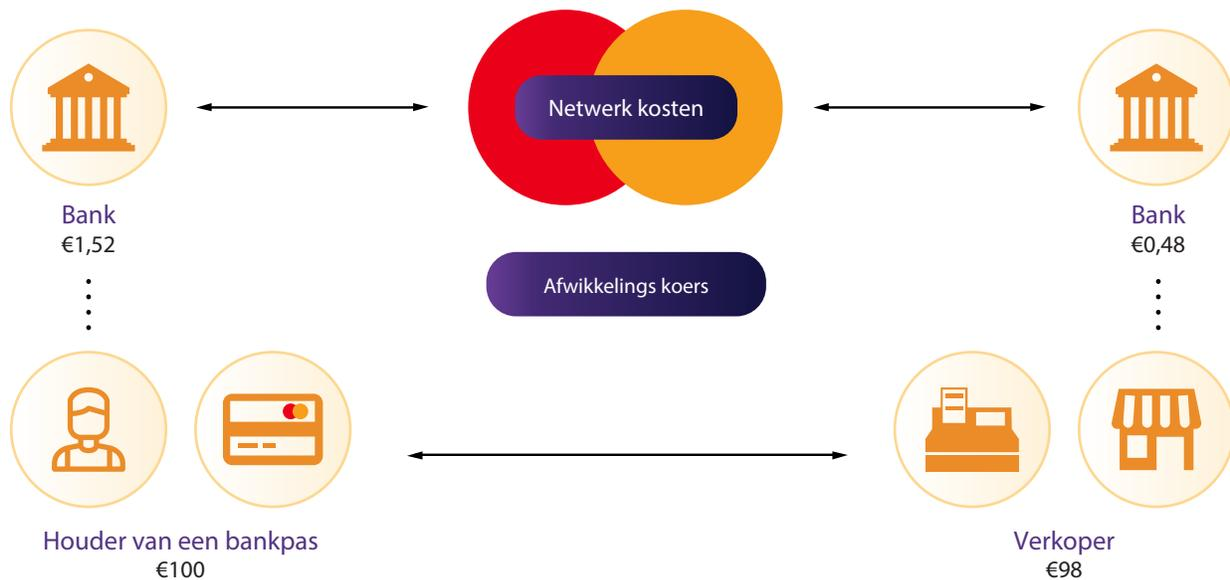 Netwerk kosten
Bank
€1,52
Bank
€0,48
Afwikkelings koers
Houder van een bankpas
€100
Verkoper
€98